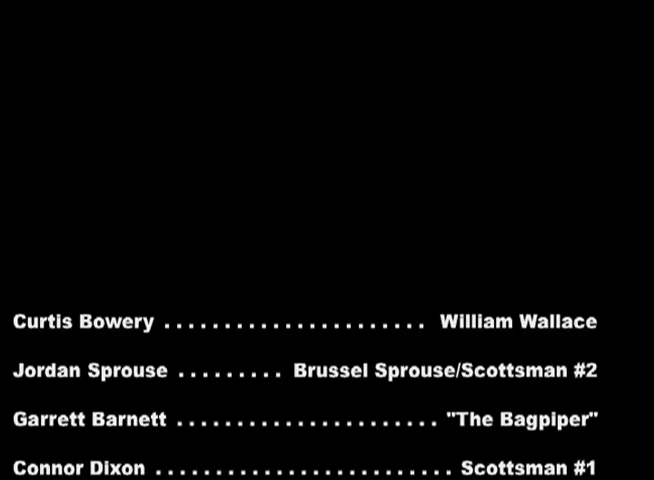 Curtis Bowery . . . . . . . . . . . . . . . . . . . . . . William Wallace
Jordan Sprouse . . . . . . . . . Brussel Sprouse/Scottsman #2
Garrett Barnett . . . . . . . . . . . . . . . . . . . . . . "The Bagpiper"
Connor Dixon . . . . . . . . . . . . . . . . . . . . . . . . . Scottsman #1